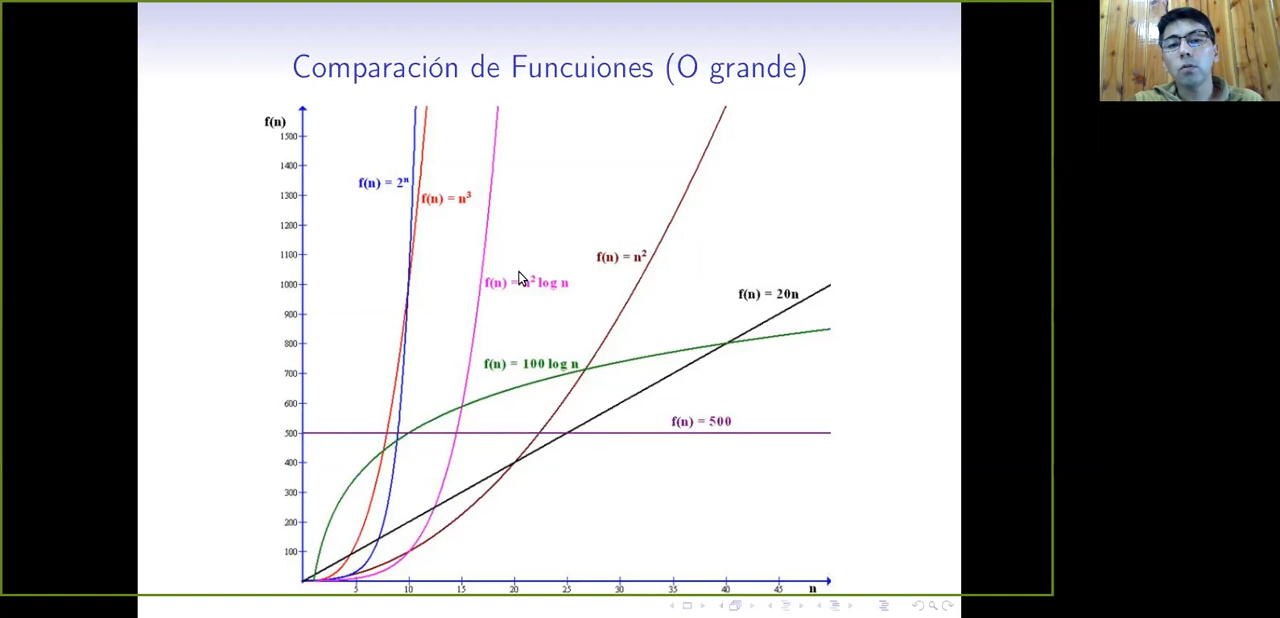 Comparación de Funcuiones (O grande)
f(n)
1500
1400
f(n) = 2ⁿ
1300
f(n) = n³
1200
1100
f(n) = n²
1000
f(n) = n² log n
f(n) = 20n
900
800
700
f(n) = 100 log n
600
500
f(n) = 500
400
300
200
100
5 10 15 20 25 30 35 40 45 n